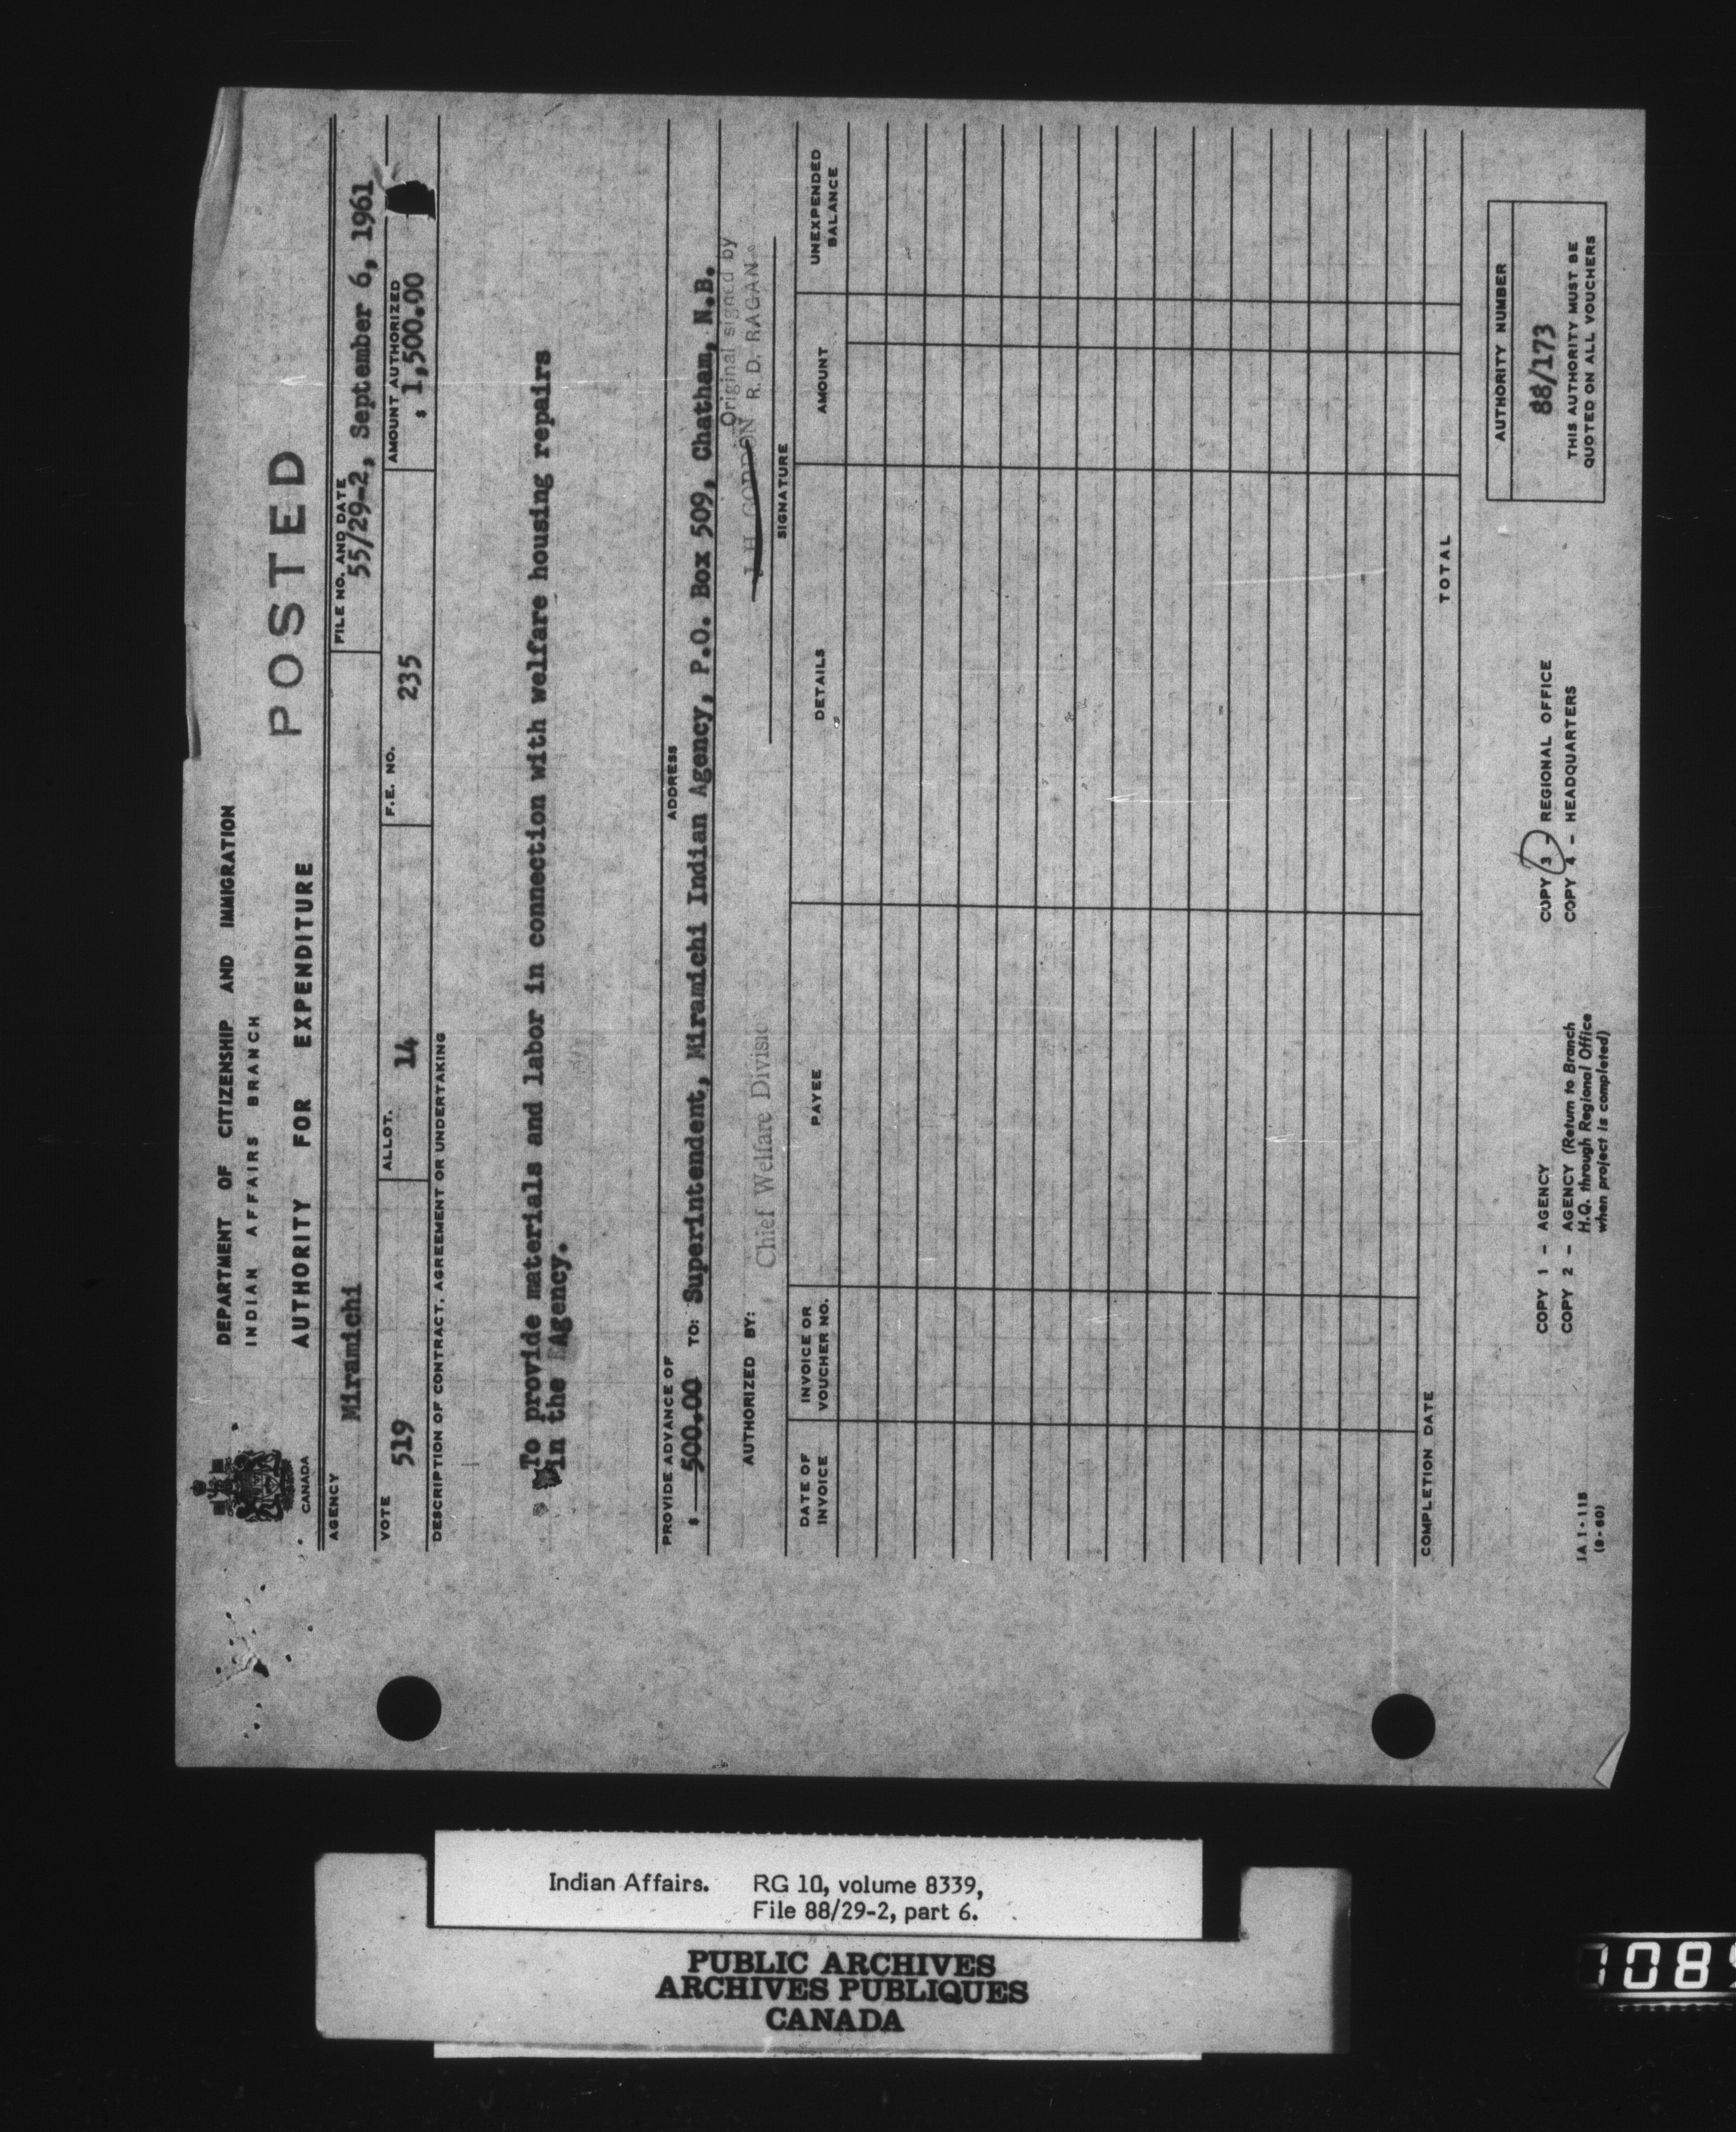 DEPARTMENT OF CITIZENSHIP AND IMMIGRATION
INDIAN AFFAIRS BRANCH
CANADA
AUTHORITY FOR EXPENDITURE
POSTED
AGENCY
Miramichi
FILE NO. AND DATE
55/29-2, September 6, 1961
VOTE
519
ALLOT.
14
F.E. NO.
235
AMOUNT AUTHORIZED
$ 1,500.00
DESCRIPTION OF CONTRACT, AGREEMENT OR UNDERTAKING
To provide materials and labor in connection with welfare housing repairs
in the Agency.
PROVIDE ADVANCE OF
ADDRESS
$ 500.00 TO: Superintendent, Miramichi Indian Agency, P.O. Box 509, Chatham, N.B.
Original signed by
AUTHORIZED BY: Chief Welfare Divisio J. H. GORDON R. D. RAGAN
SIGNATURE
DATE OF INVOICE
INVOICE OR VOUCHER NO.
PAYEE
DETAILS
AMOUNT
UNEXPENDED BALANCE
COMPLETION DATE
TOTAL
AUTHORITY NUMBER
88/173
THIS AUTHORITY MUST BE
QUOTED ON ALL VOUCHERS
COPY 1 - AGENCY
COPY 2 - AGENCY (Return to Branch
H.Q. through Regional Office
when project is completed)
COPY 3 - REGIONAL OFFICE
COPY 4 - HEADQUARTERS
IA 1-118
(8-60)
Indian Affairs. RG 10, volume 8339,
File 88/29-2, part 6.
PUBLIC ARCHIVES
ARCHIVES PUBLIQUES
CANADA